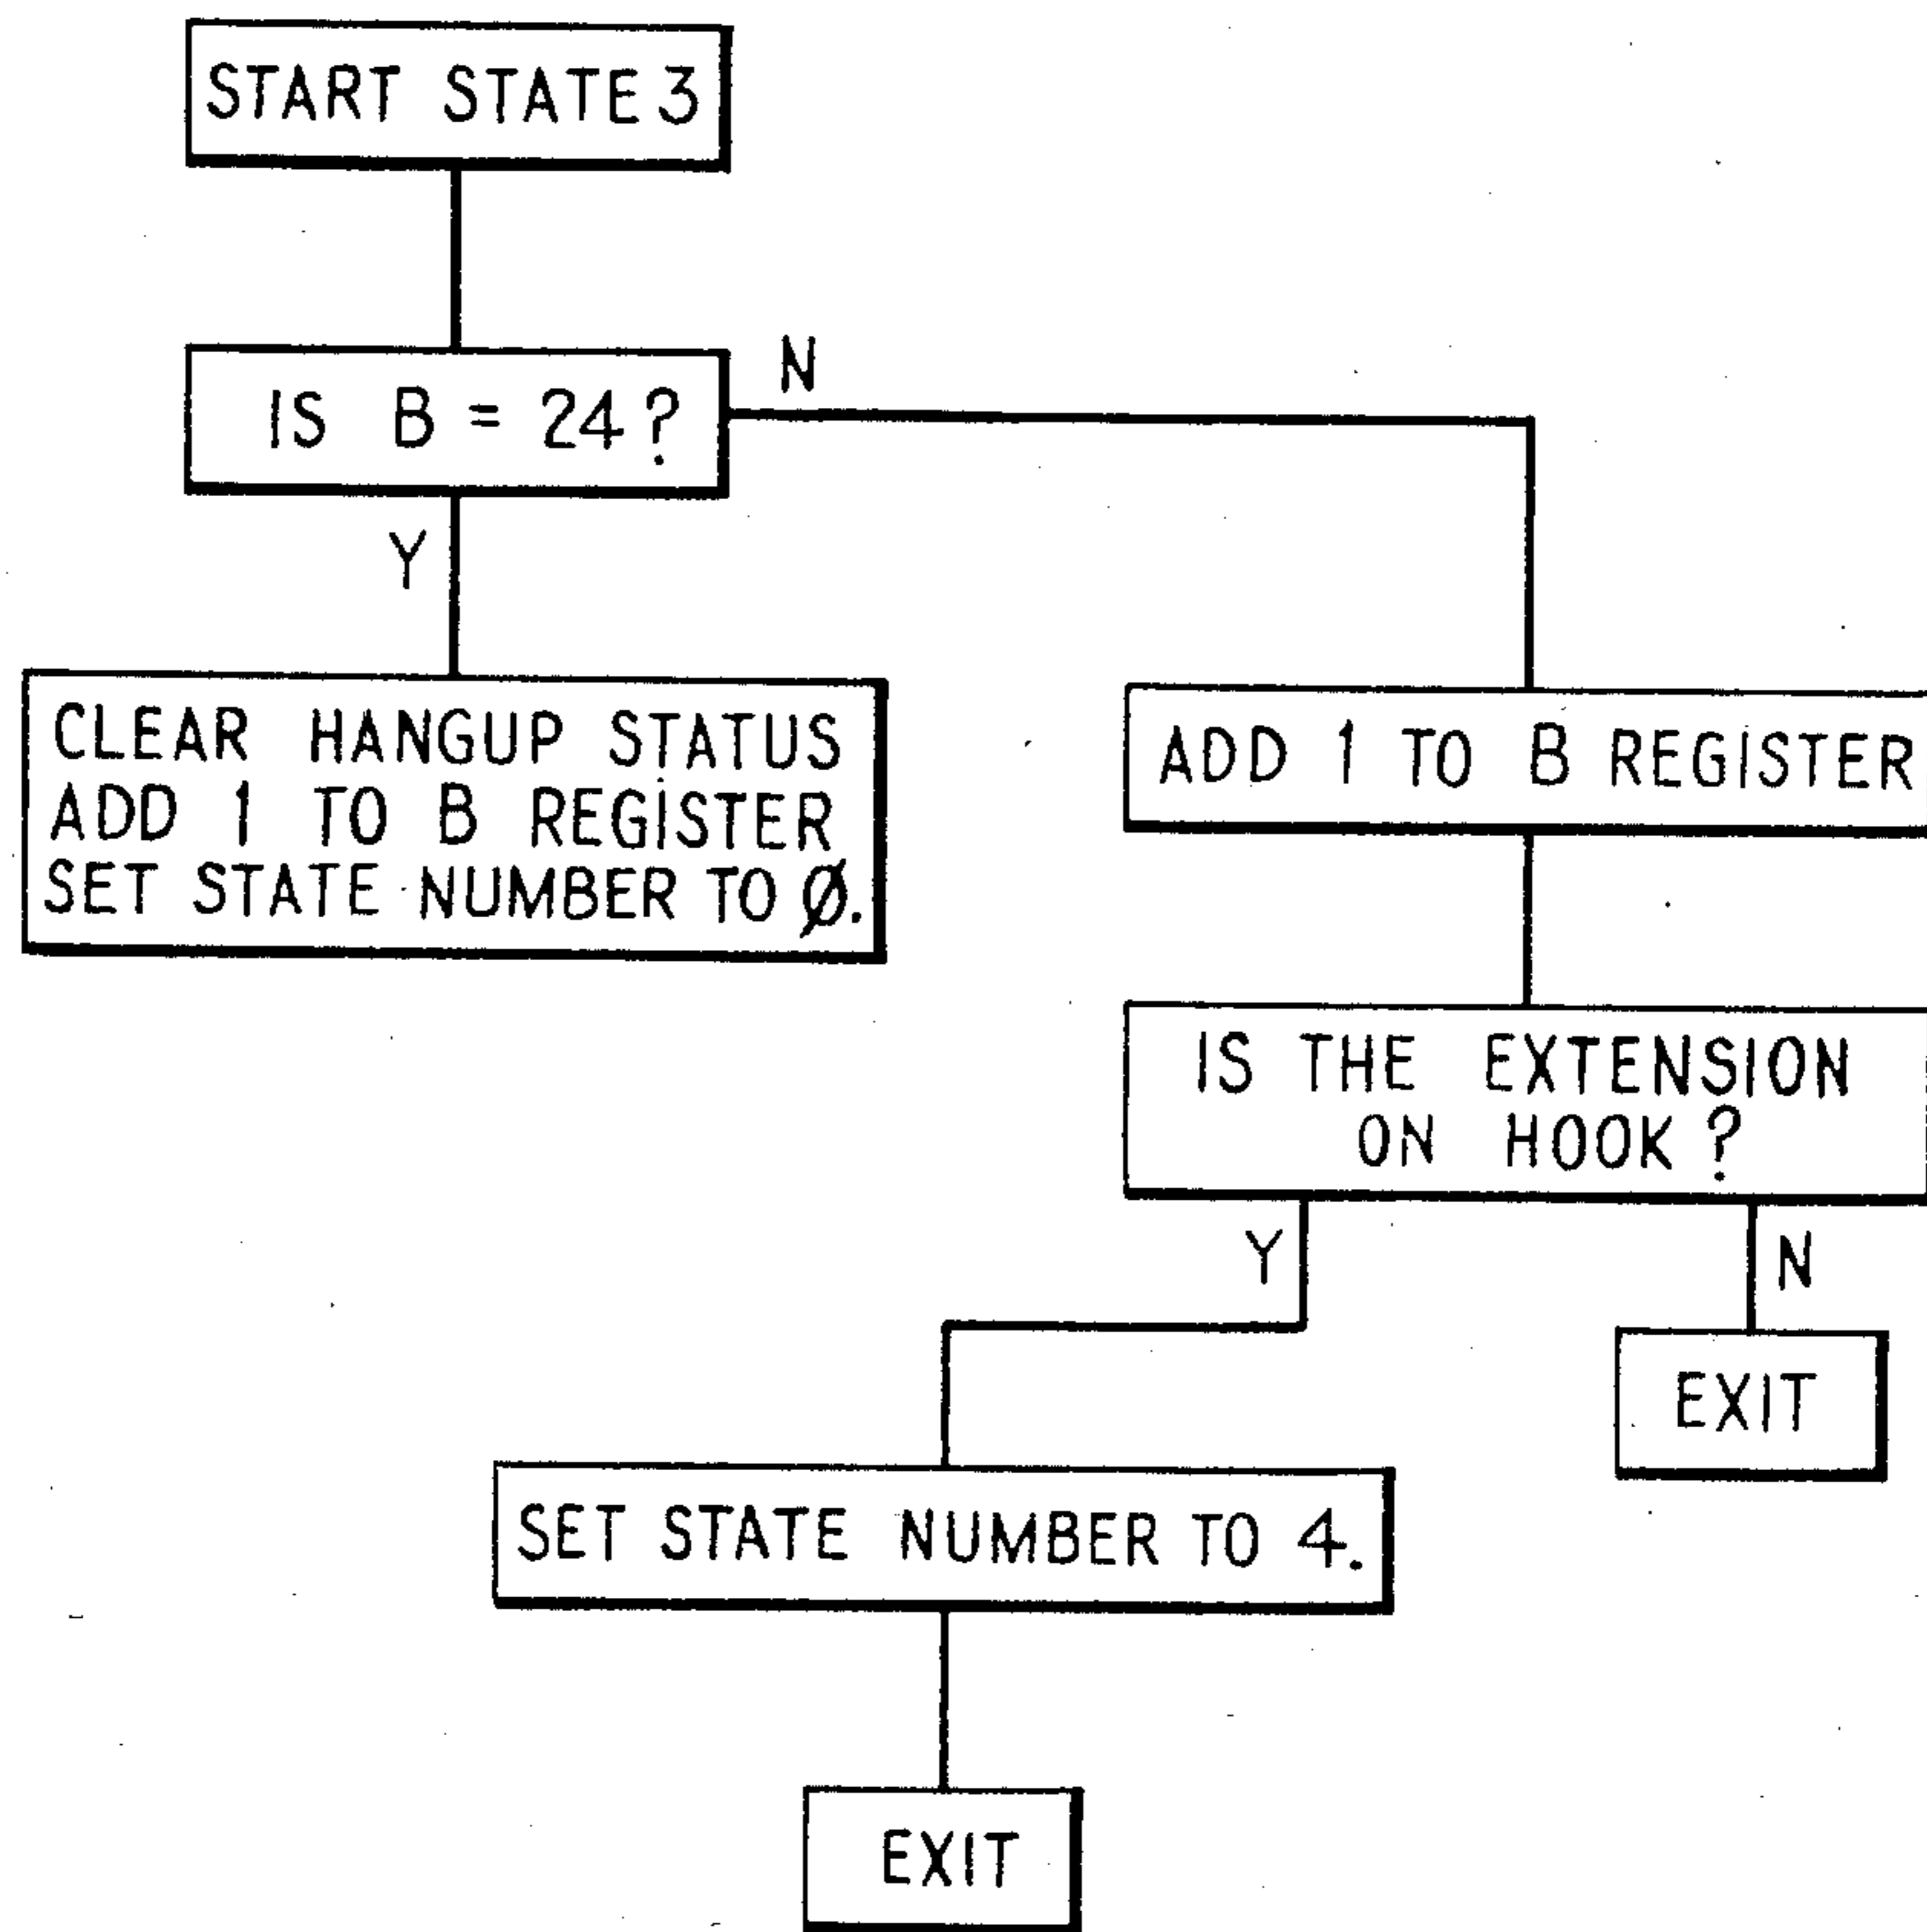 START STATE 3
IS B = 24?
N
Y
CLEAR HANGUP STATUS
ADD 1 TO B REGISTER
SET STATE NUMBER TO Ø.
ADD 1 TO B REGISTER
IS THE EXTENSION
ON HOOK?
Y
N
EXIT
SET STATE NUMBER TO 4.
EXIT